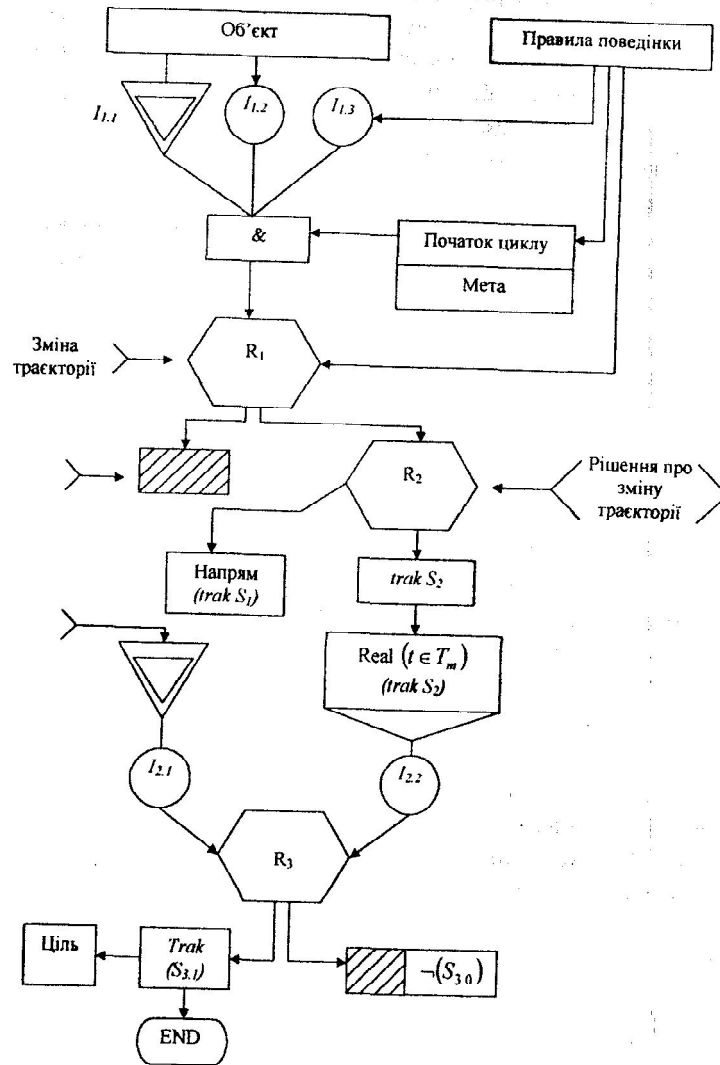 Об'єкт
Правила поведінки
I1.1
I1.2
I1.3
&
Початок циклу
Мета
Зміна
траєкторії
R1
R2
Рішення про
зміну
траєкторії
Напрям
(trak S1)
trak S2
Real (t ∈ Tm)
(trak S2)
I2.1
I2.2
R3
Ціль
Trak
(S3.1)
¬(S3 0)
END